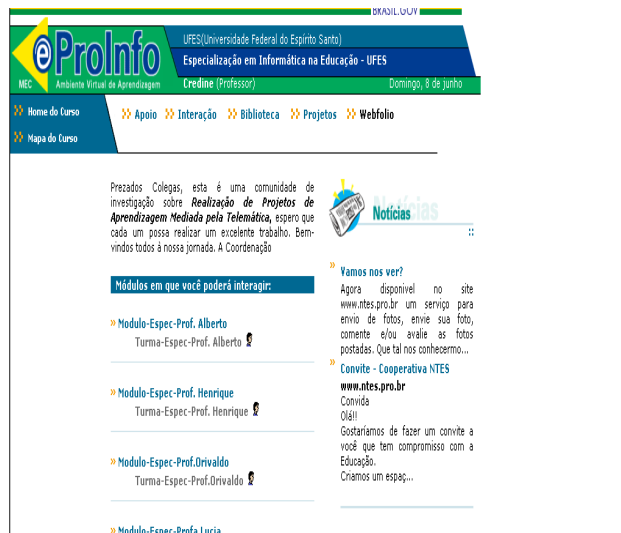 BRASIL.GOV
eProInfo
MEC Ambiente Virtual de Aprendizagem
UFES(Universidade Federal do Espírito Santo)
Especialização em Informática na Educação - UFES
Credine (Professor) Domingo, 8 de junho
Home do Curso
Mapa do Curso
Apoio Interação Biblioteca Projetos Webfolio
Prezados Colegas, esta é uma comunidade de
investigação sobre Realização de Projetos de
Aprendizagem Mediada pela Telemática, espero que
cada um possa realizar um excelente trabalho. Bem-
vindos todos à nossa jornada. A Coordenação
Módulos em que você poderá interagir:
» Modulo-Espec-Prof. Alberto
Turma-Espec-Prof. Alberto
» Modulo-Espec-Prof. Henrique
Turma-Espec-Prof. Henrique
» Modulo-Espec-Prof.Orivaldo
Turma-Espec-Prof.Orivaldo
» Modulo-Espec-Profa Lucia
Notícias
» Vamos nos ver?
Agora disponivel no site
www.ntes.pro.br um serviço para
envio de fotos, envie sua foto,
comente e/ou avalie as fotos
postadas. Que tal nos conhecermo...
» Convite - Cooperativa NTES
www.ntes.pro.br
Convida
Olá!!
Gostaríamos de fazer um convite a
você que tem compromisso com a
Educação.
Criamos um espaç...